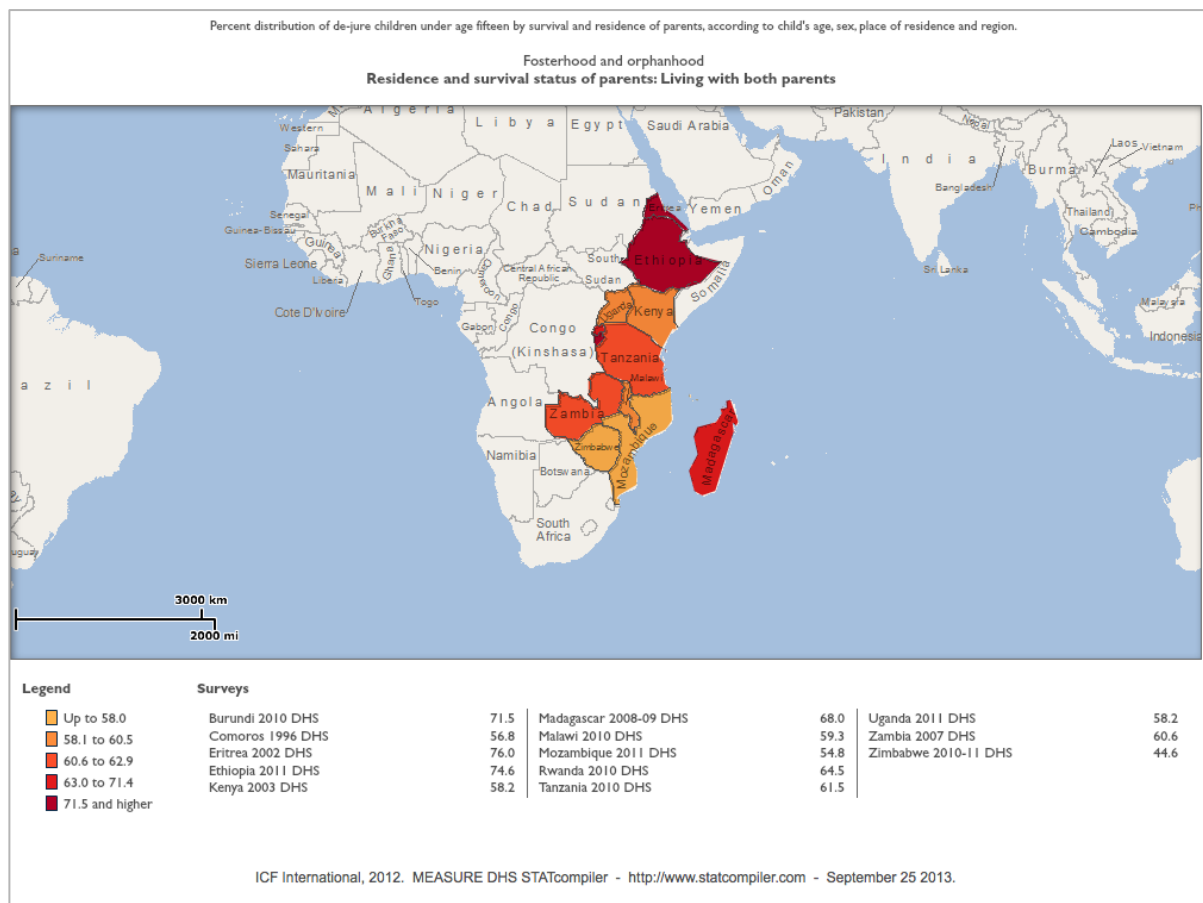 Percent distribution of de-jure children under age fifteen by survival and residence of parents, according to child's age, sex, place of residence and region.
Fosterhood and orphanhood
Residence and survival status of parents: Living with both parents
Algeria
Libya
Egypt
Saudi Arabia
Pakistan
Nepal
Laos
Vietnam
Western
Sahara
India
Burma
Oman
Mauritania
Mali
Niger
Bangladesh
Chad
Sudan
Eritrea
Yemen
Senegal
Burkina
Faso
Thailand
Guinea-Bissau
Guinea
Nigeria
Cambodia
Suriname
Sierra Leone
Ghana
Benin
Central African
Republic
South
Sudan
Ethiopia
Somalia
Sri Lanka
Liberia
Cameroon
Togo
Malaysia
Cote D'Ivoire
Uganda
Kenya
Gabon
Congo
Congo
(Kinshasa)
Indonesia
Tanzania
Malawi
azil
Angola
Zambia
Zimbabwe
Mozambique
Madagascar
Namibia
Botswana
South
Africa
uguay
3000 km
2000 mi
Legend
Up to 58.0
58.1 to 60.5
60.6 to 62.9
63.0 to 71.4
71.5 and higher
Surveys
Burundi 2010 DHS 71.5
Comoros 1996 DHS 56.8
Eritrea 2002 DHS 76.0
Ethiopia 2011 DHS 74.6
Kenya 2003 DHS 58.2
Madagascar 2008-09 DHS 68.0
Malawi 2010 DHS 59.3
Mozambique 2011 DHS 54.8
Rwanda 2010 DHS 64.5
Tanzania 2010 DHS 61.5
Uganda 2011 DHS 58.2
Zambia 2007 DHS 60.6
Zimbabwe 2010-11 DHS 44.6
ICF International, 2012. MEASURE DHS STATcompiler - http://www.statcompiler.com - September 25 2013.